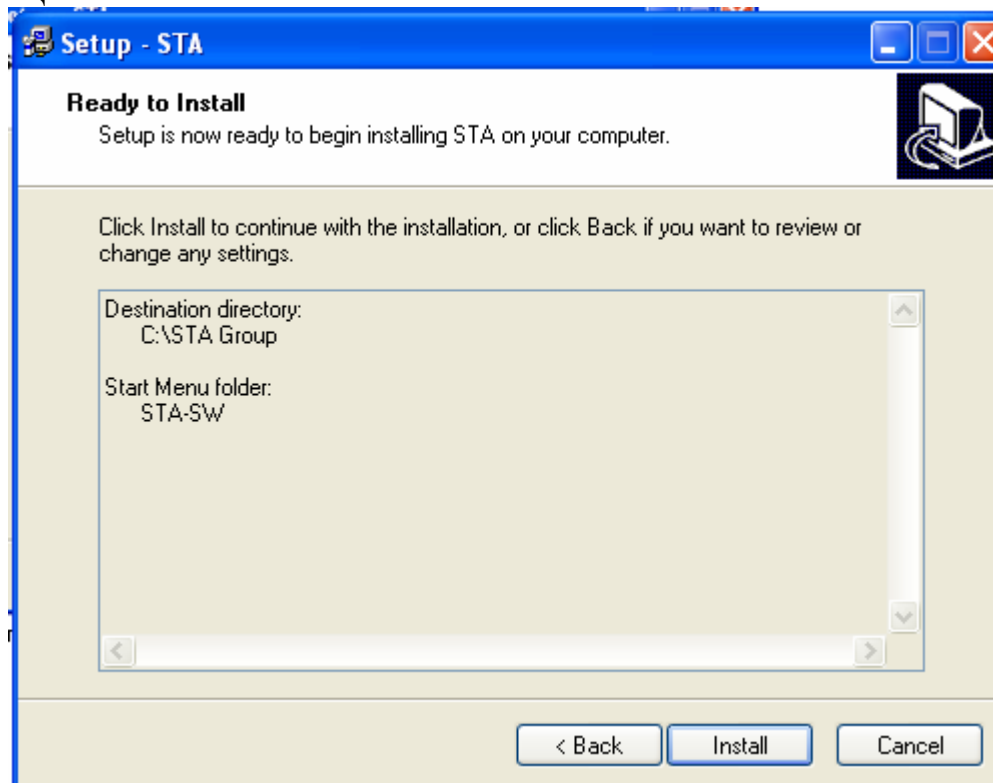 Setup - STA
Ready to Install
Setup is now ready to begin installing STA on your computer.
Click Install to continue with the installation, or click Back if you want to review or
change any settings.
Destination directory:
C:\STA Group
Start Menu folder:
STA-SW
< Back
Install
Cancel